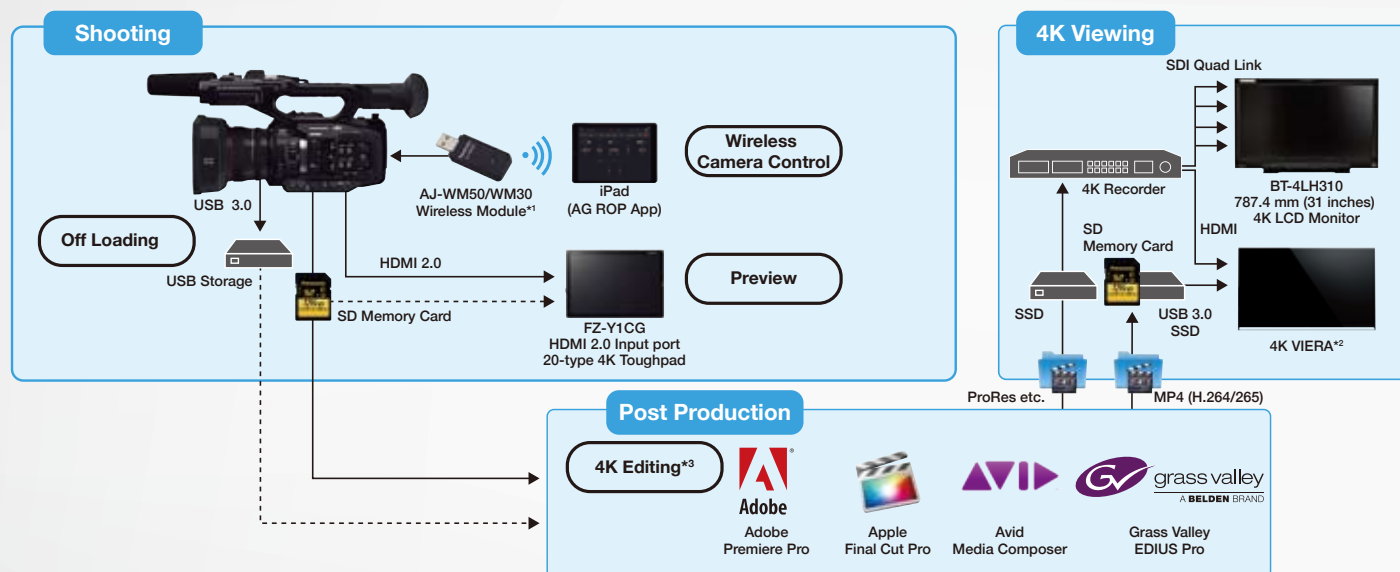 Shooting
AJ-WM50/WM30
Wireless Module*1
iPad
(AG ROP App)
Wireless
Camera Control
USB 3.0
Off Loading
USB Storage
HDMI 2.0
SD Memory Card
FZ-Y1CG
HDMI 2.0 Input port
20-type 4K Toughpad
Preview
4K Viewing
SDI Quad Link
4K Recorder
BT-4LH310
787.4 mm (31 inches)
4K LCD Monitor
HDMI
SD
Memory Card
SSD
USB 3.0
SSD
4K VIERA*2
ProRes etc.
MP4 (H.264/265)
Post Production
4K Editing*3
Adobe
Adobe
Premiere Pro
Apple
Final Cut Pro
AVID
Avid
Media Composer
GV
grass valley
A BELDEN BRAND
Grass Valley
EDIUS Pro